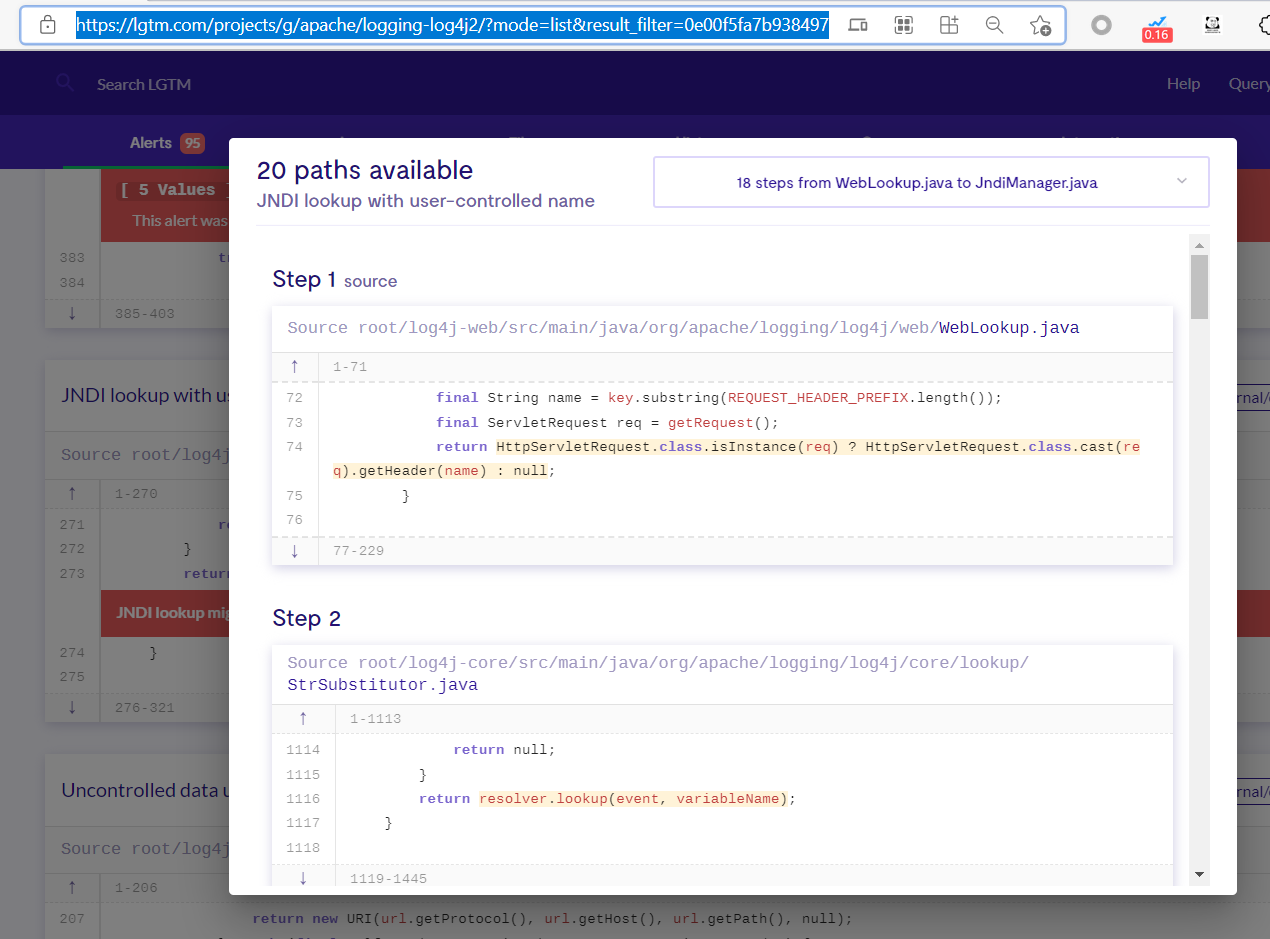 https://lgtm.com/projects/g/apache/logging-log4j2/?mode=list&result_filter=0e00f5fa7b938497
0.16
Search LGTM
Help
Query
Alerts 95
20 paths available
JNDI lookup with user-controlled name
18 steps from WebLookup.java to JndiManager.java
[ 5 Values
This alert was
383
384
↓ 385-403
JNDI lookup with
Source root/log4j
↑ 1-270
271
272 }
273 return
JNDI lookup
274 }
275
↓ 276-321
Uncontrolled data
Source root/log4j
↑ 1-206
207 return new URI(url.getProtocol(), url.getHost(), url.getPath(), null);
Step 1 source
Source root/log4j-web/src/main/java/org/apache/logging/log4j/web/WebLookup.java
↑ 1-71
72 final String name = key.substring(REQUEST_HEADER_PREFIX.length());
73 final ServletRequest req = getRequest();
74 return HttpServletRequest.class.isInstance(req) ? HttpServletRequest.class.cast(re
q).getHeader(name) : null;
75 }
76
↓ 77-229
Step 2
Source root/log4j-core/src/main/java/org/apache/logging/log4j/core/lookup/
StrSubstitutor.java
↑ 1-1113
1114 return null;
1115 }
1116 return resolver.lookup(event, variableName);
1117 }
1118
↓ 1119-1445